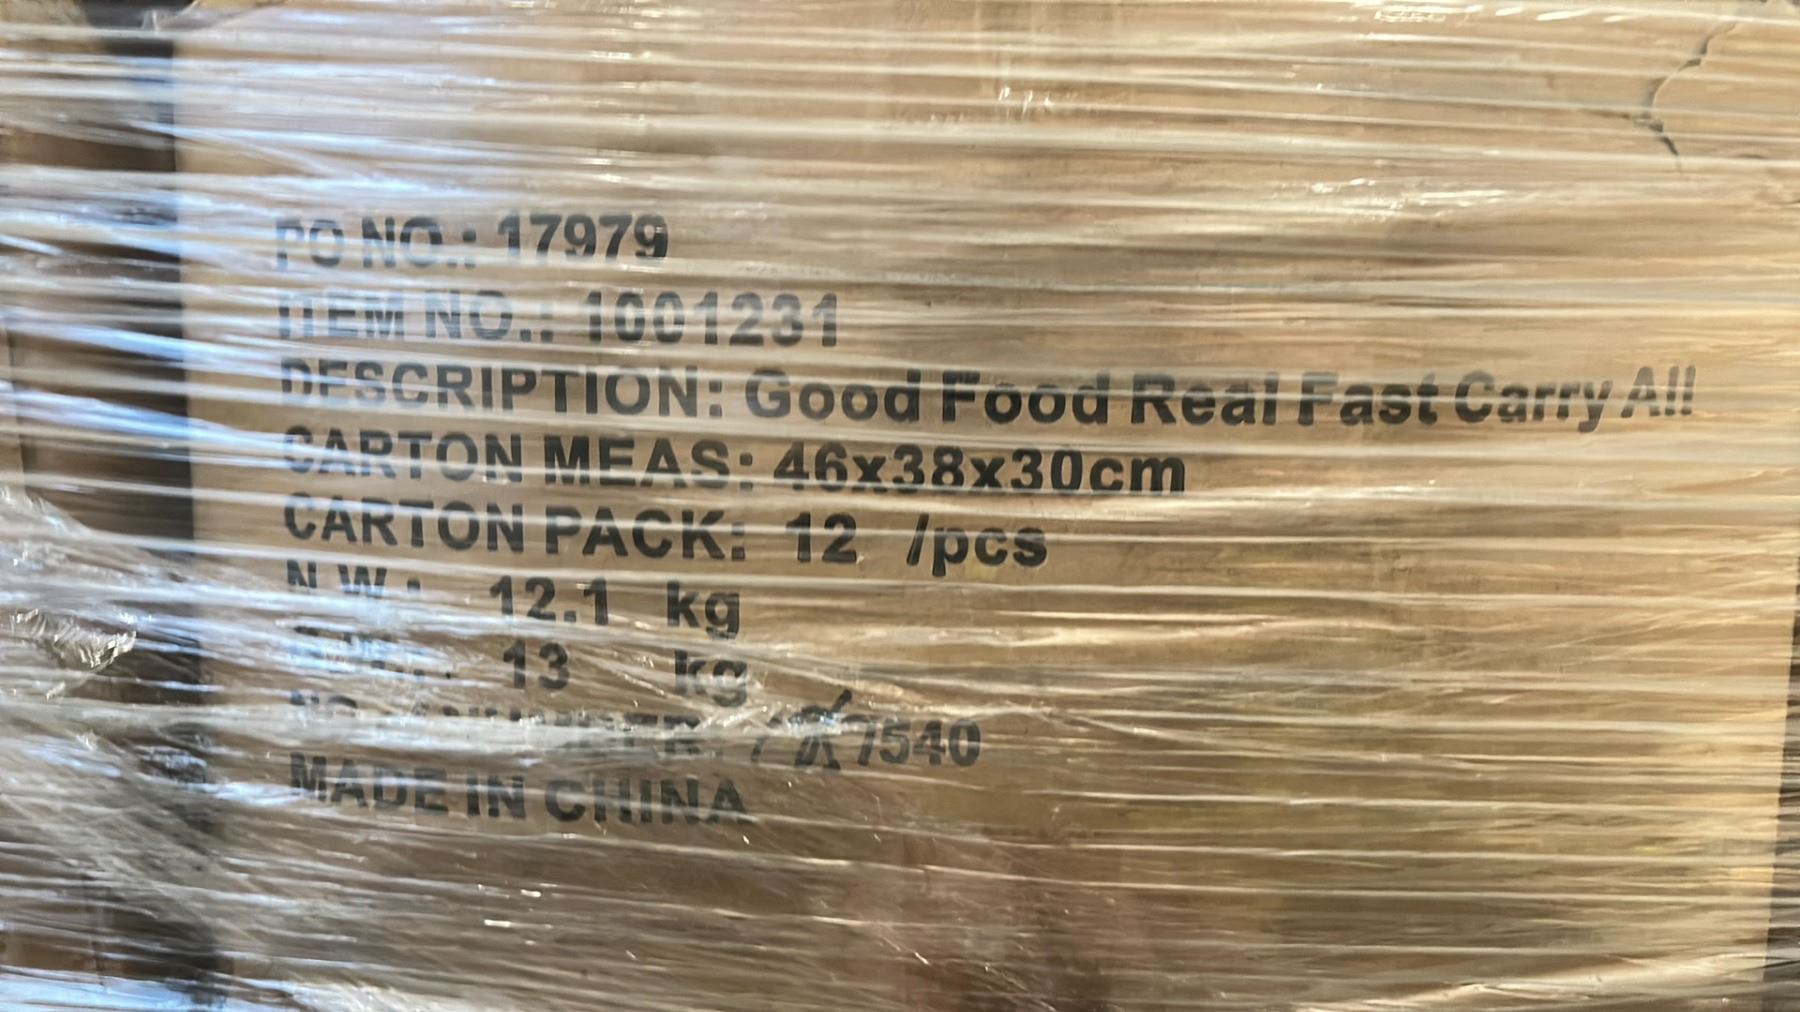 PO NO.: 17979
ITEM NO.: 1001231
DESCRIPTION: Good Food Real Fast Carry All
CARTON MEAS: 46x38x30cm
CARTON PACK: 12 /pcs
N.W.: 12.1 kg
13 kg
MADE IN CHINA